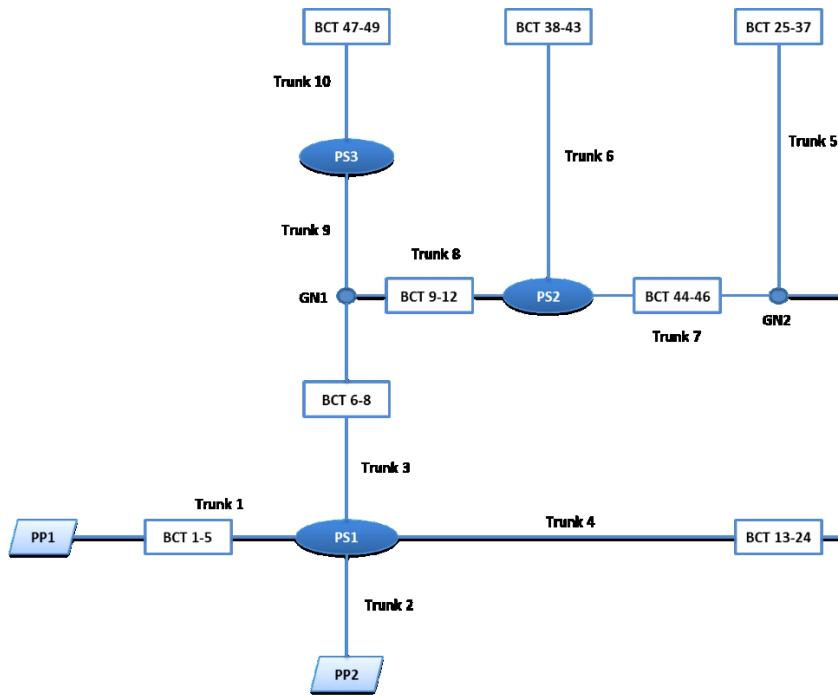 BCT 47-49
BCT 38-43
BCT 25-37
Trunk 10
Trunk 5
PS3
Trunk 6
Trunk 9
Trunk 8
GN1
BCT 9-12
PS2
BCT 44-46
GN2
Trunk 7
BCT 6-8
Trunk 3
Trunk 1
Trunk 4
PP1
BCT 1-5
PS1
BCT 13-24
Trunk 2
PP2